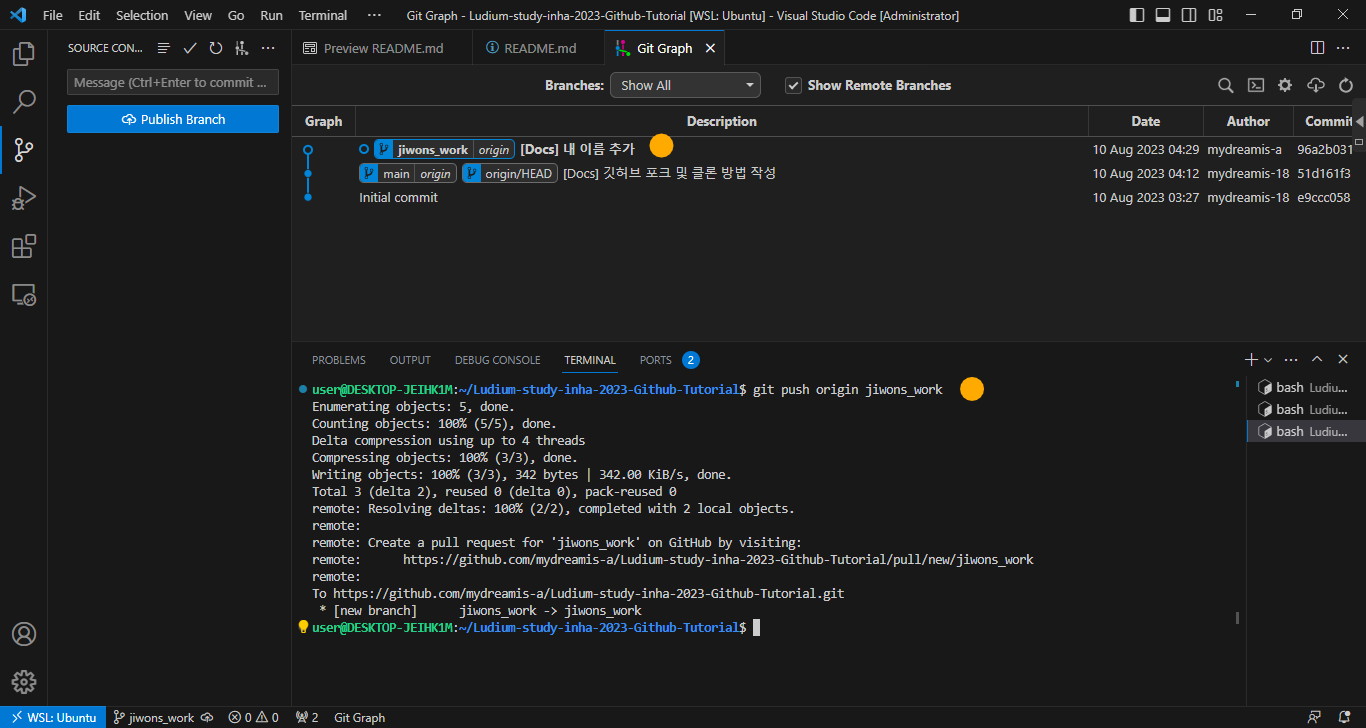 File Edit Selection View Go Run Terminal ··· Git Graph - Ludium-study-inha-2023-Github-Tutorial [WSL: Ubuntu] - Visual Studio Code [Administrator]
SOURCE CON... ···
Preview README.md README.md Git Graph
Message (Ctrl+Enter to commit ...
Publish Branch
Branches: Show All Show Remote Branches
Graph Description Date Author Commit
jiwons_work origin [Docs] 내 이름 추가 10 Aug 2023 04:29 mydreamis-a 96a2b031
main origin origin/HEAD [Docs] 깃허브 포크 및 클론 방법 작성 10 Aug 2023 04:12 mydreamis-18 51d161f3
Initial commit 10 Aug 2023 03:27 mydreamis-18 e9ccc058
PROBLEMS OUTPUT DEBUG CONSOLE TERMINAL PORTS 2
user@DESKTOP-JEIHK1M:~/Ludium-study-inha-2023-Github-Tutorial$ git push origin jiwons_work
Enumerating objects: 5, done.
Counting objects: 100% (5/5), done.
Delta compression using up to 4 threads
Compressing objects: 100% (3/3), done.
Writing objects: 100% (3/3), 342 bytes | 342.00 KiB/s, done.
Total 3 (delta 2), reused 0 (delta 0), pack-reused 0
remote: Resolving deltas: 100% (2/2), completed with 2 local objects.
remote:
remote: Create a pull request for 'jiwons_work' on GitHub by visiting:
remote:      https://github.com/mydreamis-a/Ludium-study-inha-2023-Github-Tutorial/pull/new/jiwons_work
remote:
To https://github.com/mydreamis-a/Ludium-study-inha-2023-Github-Tutorial.git
 * [new branch]      jiwons_work -> jiwons_work
user@DESKTOP-JEIHK1M:~/Ludium-study-inha-2023-Github-Tutorial$
bash Ludiu...
bash Ludiu...
bash Ludiu...
WSL: Ubuntu jiwons_work 0 0 2 Git Graph